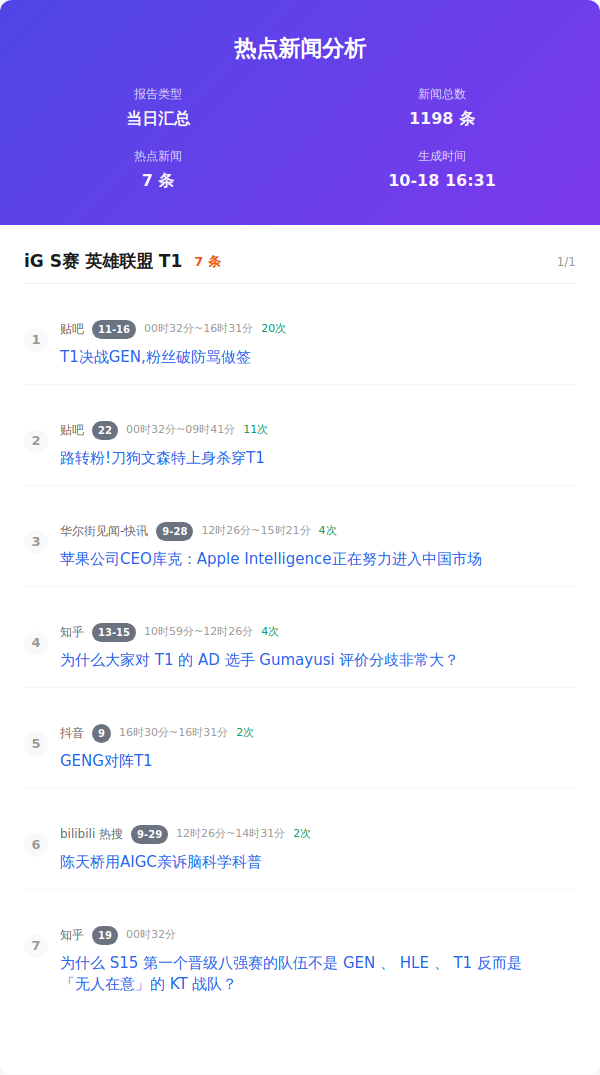 热点新闻分析
报告类型
新闻总数
当日汇总
1198 条
热点新闻
生成时间
7 条
10-18 16:31
iG S赛 英雄联盟 T1 7 条 1/1
1
贴吧 11-16 00时32分~16时31分 20次
T1决战GEN,粉丝破防骂做签
2
贴吧 22 00时32分~09时41分 11次
路转粉!刀狗文森特上身杀穿T1
3
华尔街见闻-快讯 9-28 12时26分~15时21分 4次
苹果公司CEO库克：Apple Intelligence正在努力进入中国市场
4
知乎 13-15 10时59分~12时26分 4次
为什么大家对 T1 的 AD 选手 Gumayusi 评价分歧非常大？
5
抖音 9 16时30分~16时31分 2次
GENG对阵T1
6
bilibili 热搜 9-29 12时26分~14时31分 2次
陈天桥用AIGC亲诉脑科学科普
7
知乎 19 00时32分
为什么 S15 第一个晋级八强赛的队伍不是 GEN 、 HLE 、 T1 反而是
「无人在意」的 KT 战队？